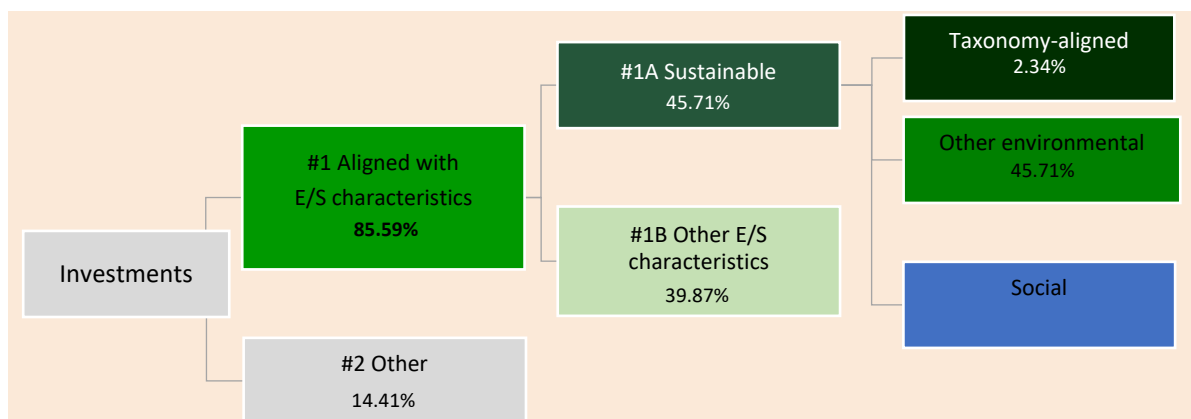 Investments
#1 Aligned with
E/S characteristics
85.59%
#2 Other
14.41%
#1A Sustainable
45.71%
#1B Other E/S
characteristics
39.87%
Taxonomy-aligned
2.34%
Other environmental
45.71%
Social